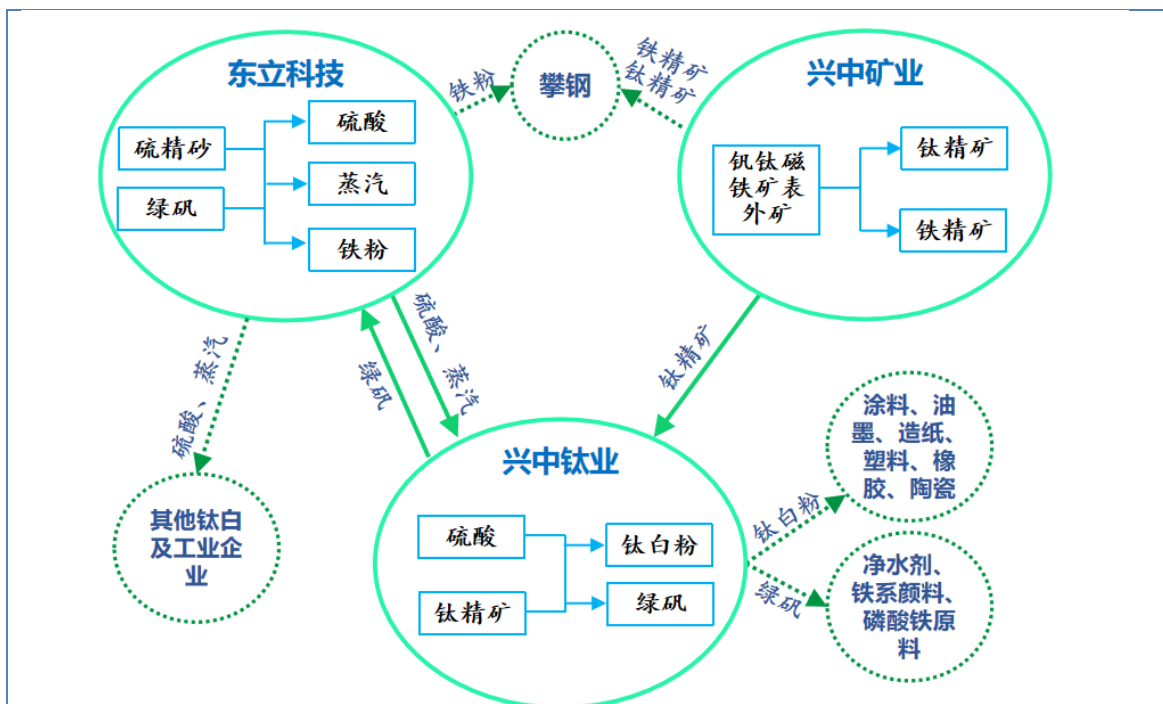 东立科技
硫精砂
绿矾
硫酸
蒸汽
铁粉
铁粉
攀钢
铁精矿
钛精矿
兴中矿业
钒钛磁
铁矿表
外矿
钛精矿
铁精矿
硫酸、蒸汽
绿矾
硫酸、蒸汽
钛精矿
其他钛白
及工业企
业
兴中钛业
硫酸
钛精矿
钛白粉
绿矾
钛白粉
绿矾
涂料、油
墨、造纸、
塑料、橡
胶、陶瓷
净水剂、
铁系颜料、
磷酸铁原
料